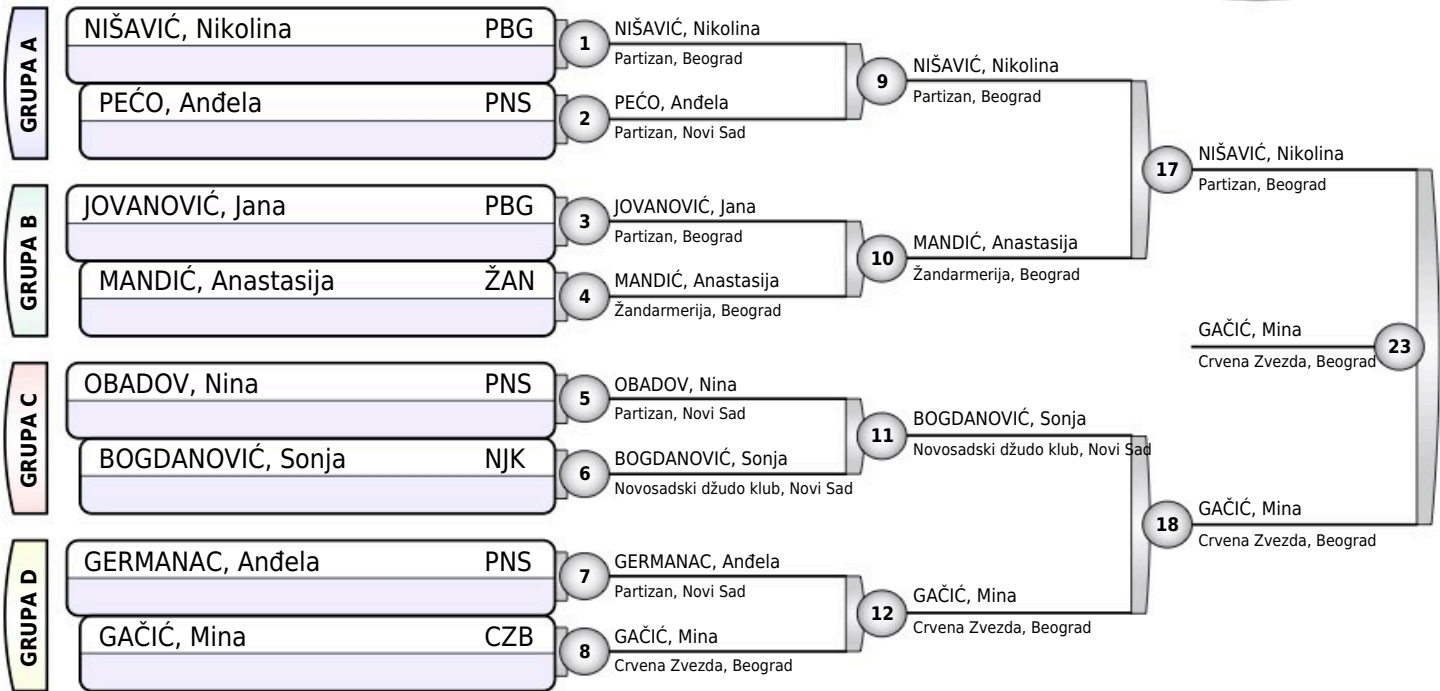 GRUPA A
NIŠAVIĆ, Nikolina PBG
PEĆO, Anđela PNS
GRUPA B
JOVANOVIĆ, Jana PBG
MANDIĆ, Anastasija ŽAN
GRUPA C
OBADOV, Nina PNS
BOGDANOVIĆ, Sonja NJK
GRUPA D
GERMANAC, Anđela PNS
GAČIĆ, Mina CZB
1 NIŠAVIĆ, Nikolina
Partizan, Beograd
2 PEĆO, Anđela
Partizan, Novi Sad
3 JOVANOVIĆ, Jana
Partizan, Beograd
4 MANDIĆ, Anastasija
Žandarmerija, Beograd
5 OBADOV, Nina
Partizan, Novi Sad
6 BOGDANOVIĆ, Sonja
Novosadski džudo klub, Novi Sad
7 GERMANAC, Anđela
Partizan, Novi Sad
8 GAČIĆ, Mina
Crvena Zvezda, Beograd
9 NIŠAVIĆ, Nikolina
Partizan, Beograd
10 MANDIĆ, Anastasija
Žandarmerija, Beograd
11 BOGDANOVIĆ, Sonja
Novosadski džudo klub, Novi Sad
12 GAČIĆ, Mina
Crvena Zvezda, Beograd
17 NIŠAVIĆ, Nikolina
Partizan, Beograd
GAČIĆ, Mina
Crvena Zvezda, Beograd
23
18 GAČIĆ, Mina
Crvena Zvezda, Beograd